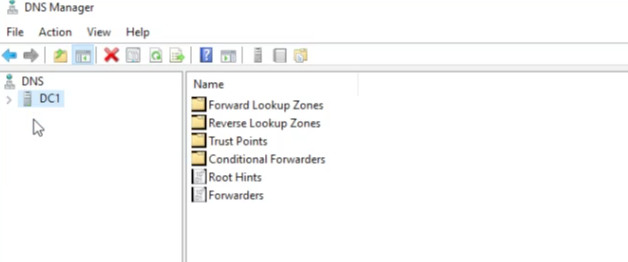 DNS Manager
File Action View Help
DNS
DC1
Name
Forward Lookup Zones
Reverse Lookup Zones
Trust Points
Conditional Forwarders
Root Hints
Forwarders